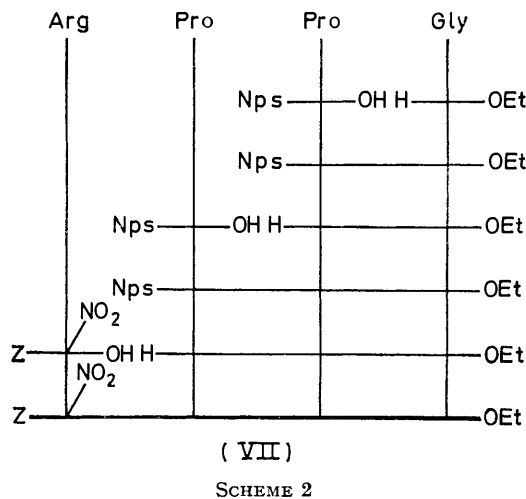 Arg Pro Pro Gly
Nps OH H OEt
Nps OEt
Nps OH H OEt
Nps OEt
NO₂
Z OH H OEt
NO₂
Z OEt
(VII)
SCHEME 2